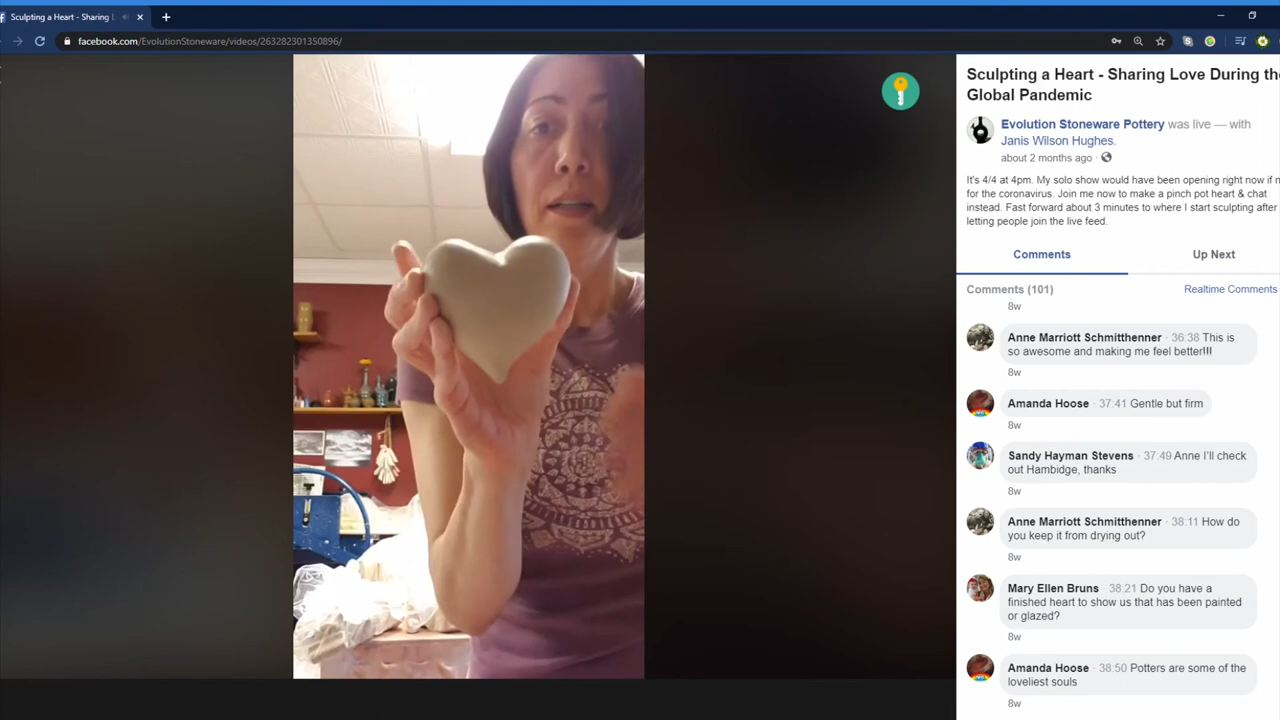 Sculpting a Heart - Sharing L
facebook.com/EvolutionStoneware/videos/263282301350896/
Sculpting a Heart - Sharing Love During th
Global Pandemic
Evolution Stoneware Pottery was live — with
Janis Wilson Hughes.
about 2 months ago
It's 4/4 at 4pm. My solo show would have been opening right now if n
for the coronavirus. Join me now to make a pinch pot heart & chat
instead. Fast forward about 3 minutes to where I start sculpting after
letting people join the live feed.
Comments
Up Next
Comments (101)
Realtime Comments
8w
Anne Marriott Schmitthenner · 36:38 This is
so awesome and making me feel better!!!
8w
Amanda Hoose · 37:41 Gentle but firm
8w
Sandy Hayman Stevens · 37:49 Anne I'll check
out Hambidge, thanks
8w
Anne Marriott Schmitthenner · 38:11 How do
you keep it from drying out?
8w
Mary Ellen Bruns · 38:21 Do you have a
finished heart to show us that has been painted
or glazed?
8w
Amanda Hoose · 38:50 Potters are some of the
loveliest souls
8w